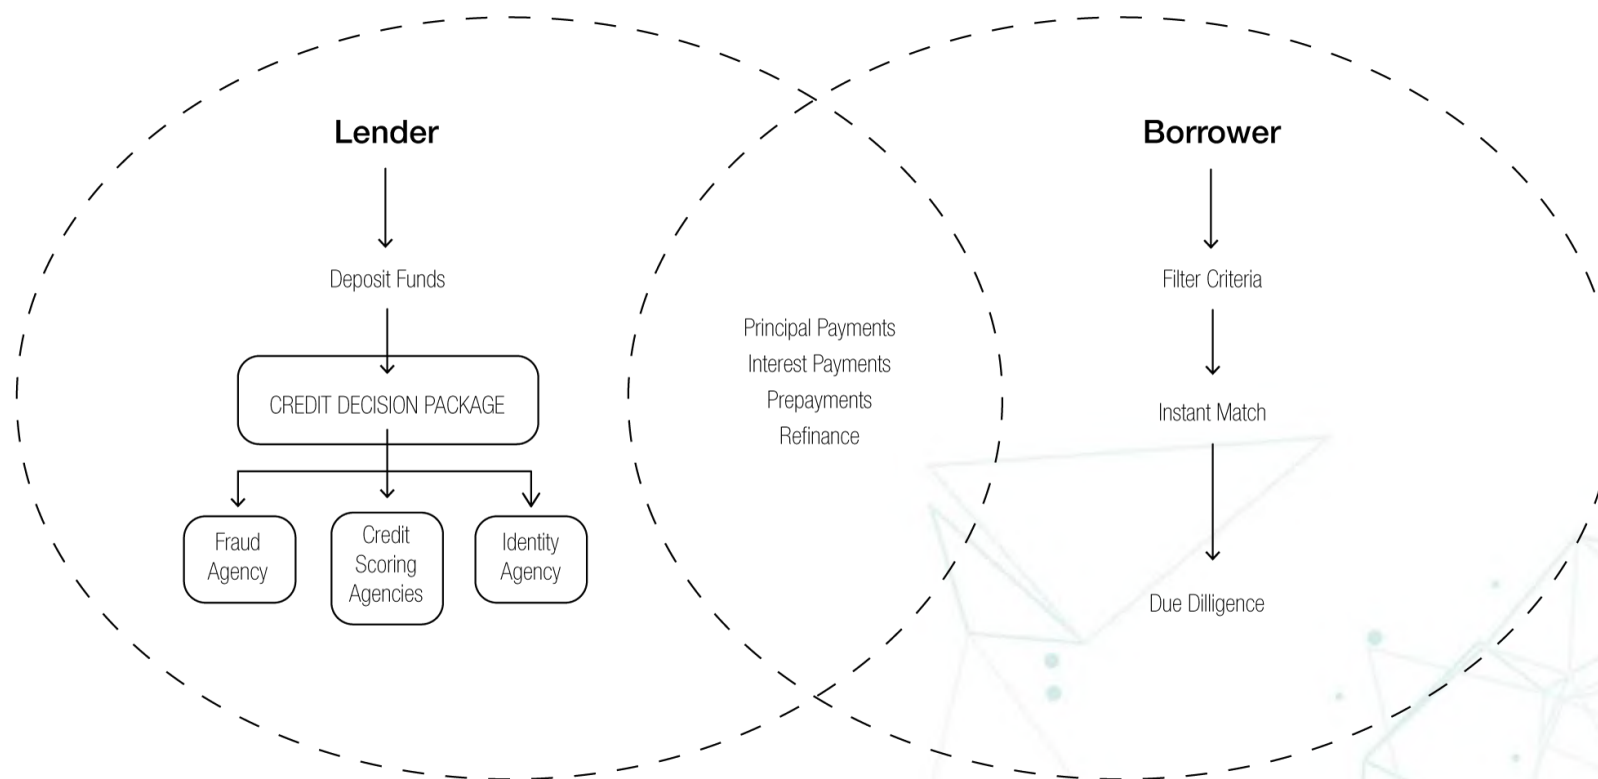 Lender
Deposit Funds
CREDIT DECISION PACKAGE
Fraud
Agency
Credit
Scoring
Agencies
Identity
Agency
Principal Payments
Interest Payments
Prepayments
Refinance
Borrower
Filter Criteria
Instant Match
Due Dilligence